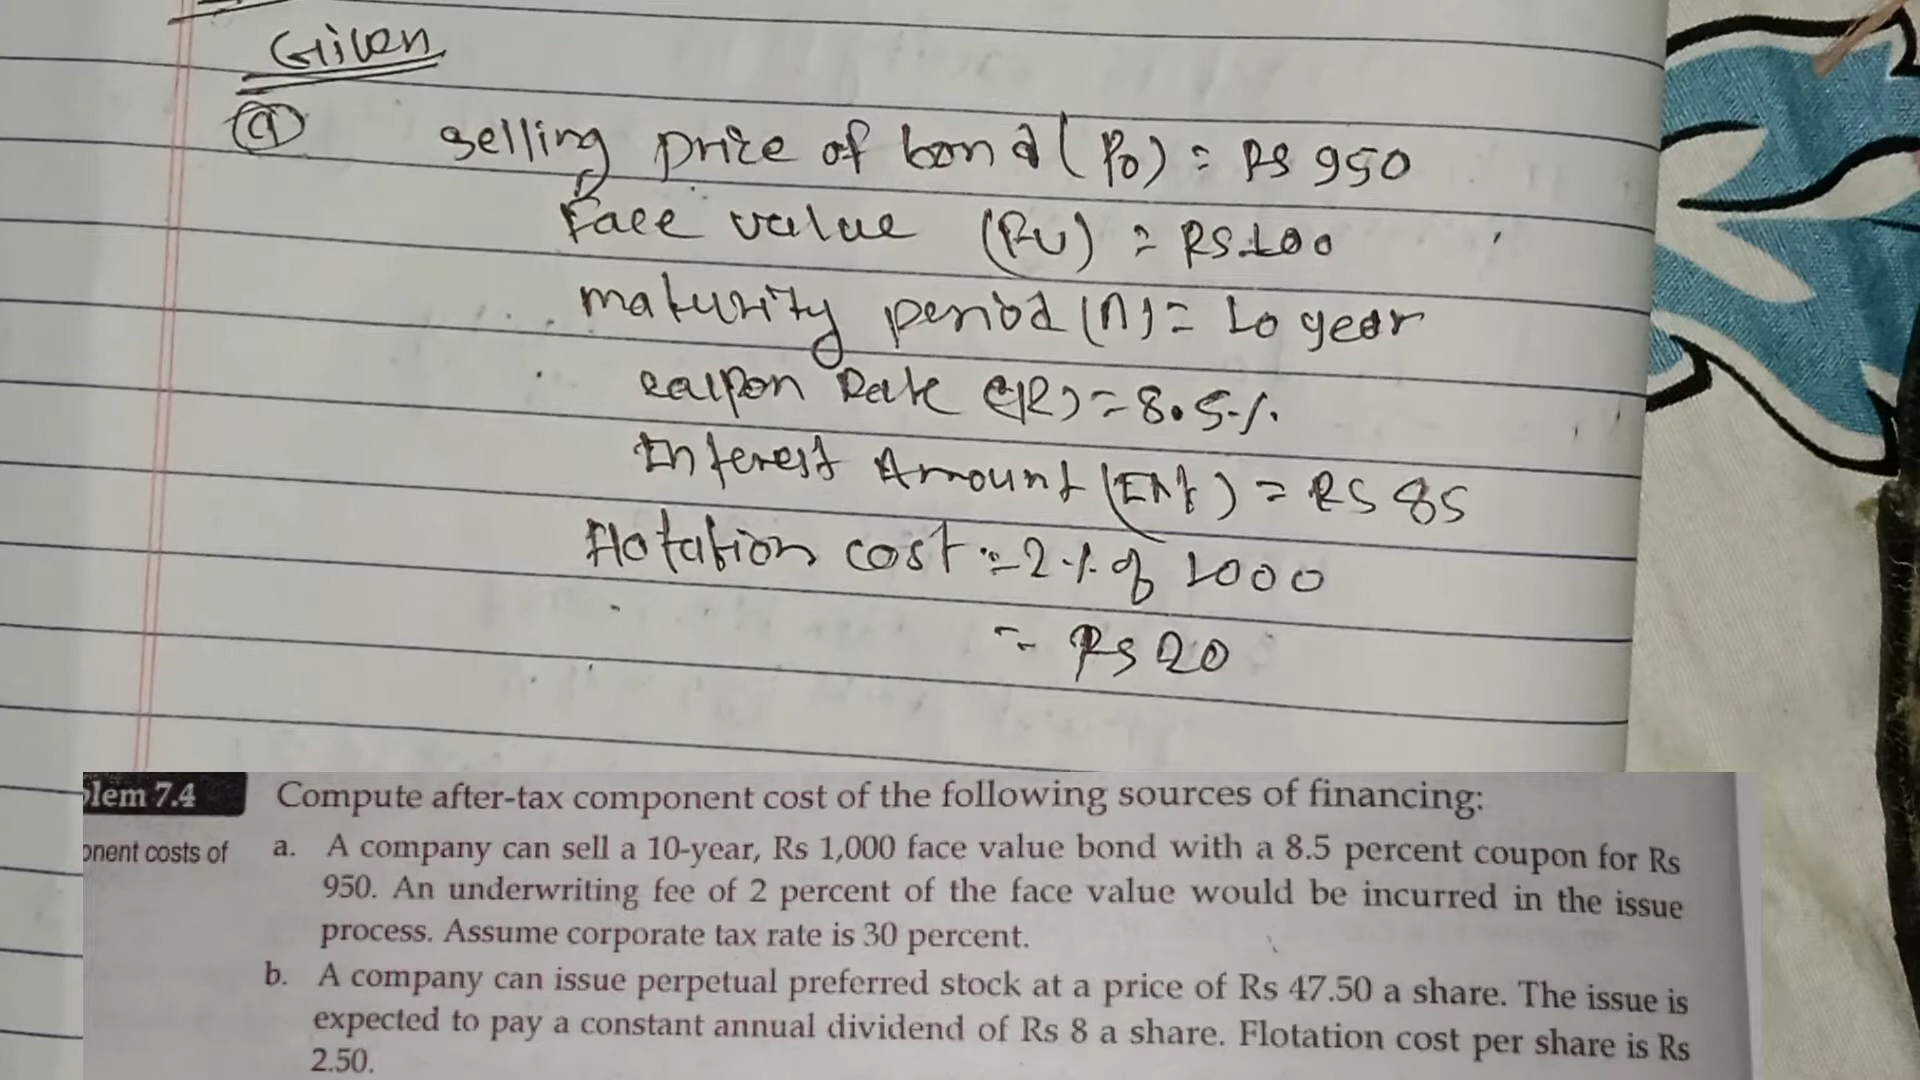 Given
(a) selling price of bond (P0) = RS 950
Face value (FV) = RS 100
maturity period (n) = 10 year
Rate (R) = 8.5%
Interest Amount (INt) = RS 85
Flotation cost = 2% of 1000
= RS 20
lem 7.4 Compute after-tax component cost of the following sources of financing:
onent costs of a. A company can sell a 10-year, Rs 1,000 face value bond with a 8.5 percent coupon for Rs
950. An underwriting fee of 2 percent of the face value would be incurred in the issue
process. Assume corporate tax rate is 30 percent.
b. A company can issue perpetual preferred stock at a price of Rs 47.50 a share. The issue is
expected to pay a constant annual dividend of Rs 8 a share. Flotation cost per share is Rs
2.50.